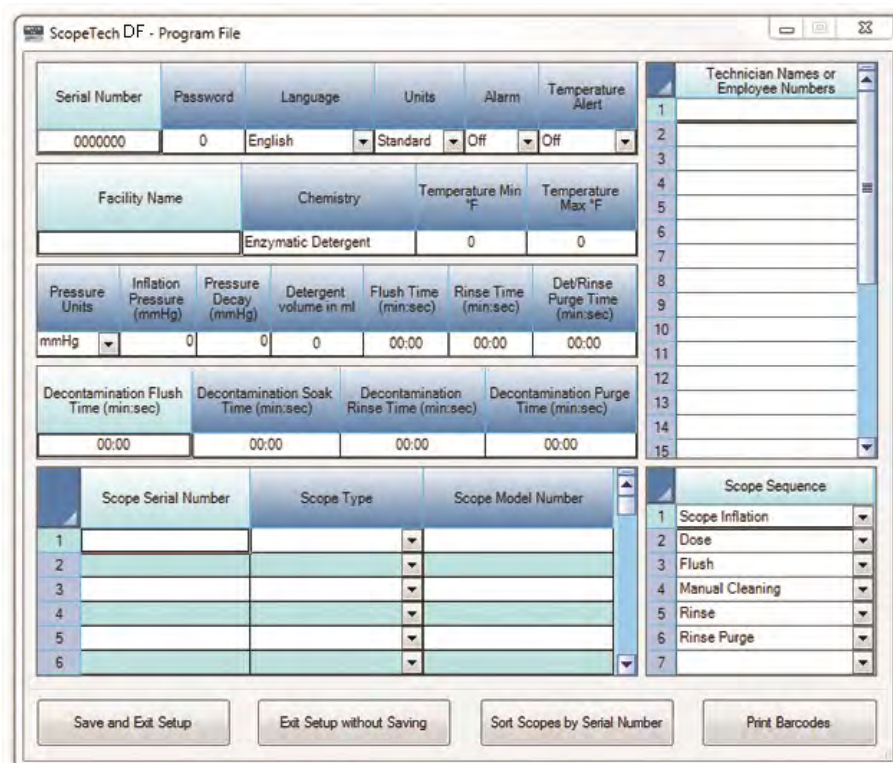 ScopeTech DF - Program File
Serial Number Password Language Units Alarm Temperature Alert
0000000 0 English Standard Off Off
Facility Name Chemistry Temperature Min °F Temperature Max °F
Enzymatic Detergent 0 0
Pressure Units Inflation Pressure (mmHg) Pressure Decay (mmHg) Detergent volume in ml Flush Time (min:sec) Rinse Time (min:sec) Det/Rinse Purge Time (min:sec)
mmHg 0 0 0 00:00 00:00 00:00
Decontamination Flush Time (min:sec) Decontamination Soak Time (min:sec) Decontamination Rinse Time (min:sec) Decontamination Purge Time (min:sec)
00:00 00:00 00:00 00:00
Technician Names or
Employee Numbers
1
2
3
4
5
6
7
8
9
10
11
12
13
14
15
Scope Serial Number Scope Type Scope Model Number
1
2
3
4
5
6
Scope Sequence
1 Scope Inflation
2 Dose
3 Flush
4 Manual Cleaning
5 Rinse
6 Rinse Purge
7
Save and Exit Setup Exit Setup without Saving Sort Scopes by Serial Number Print Barcodes